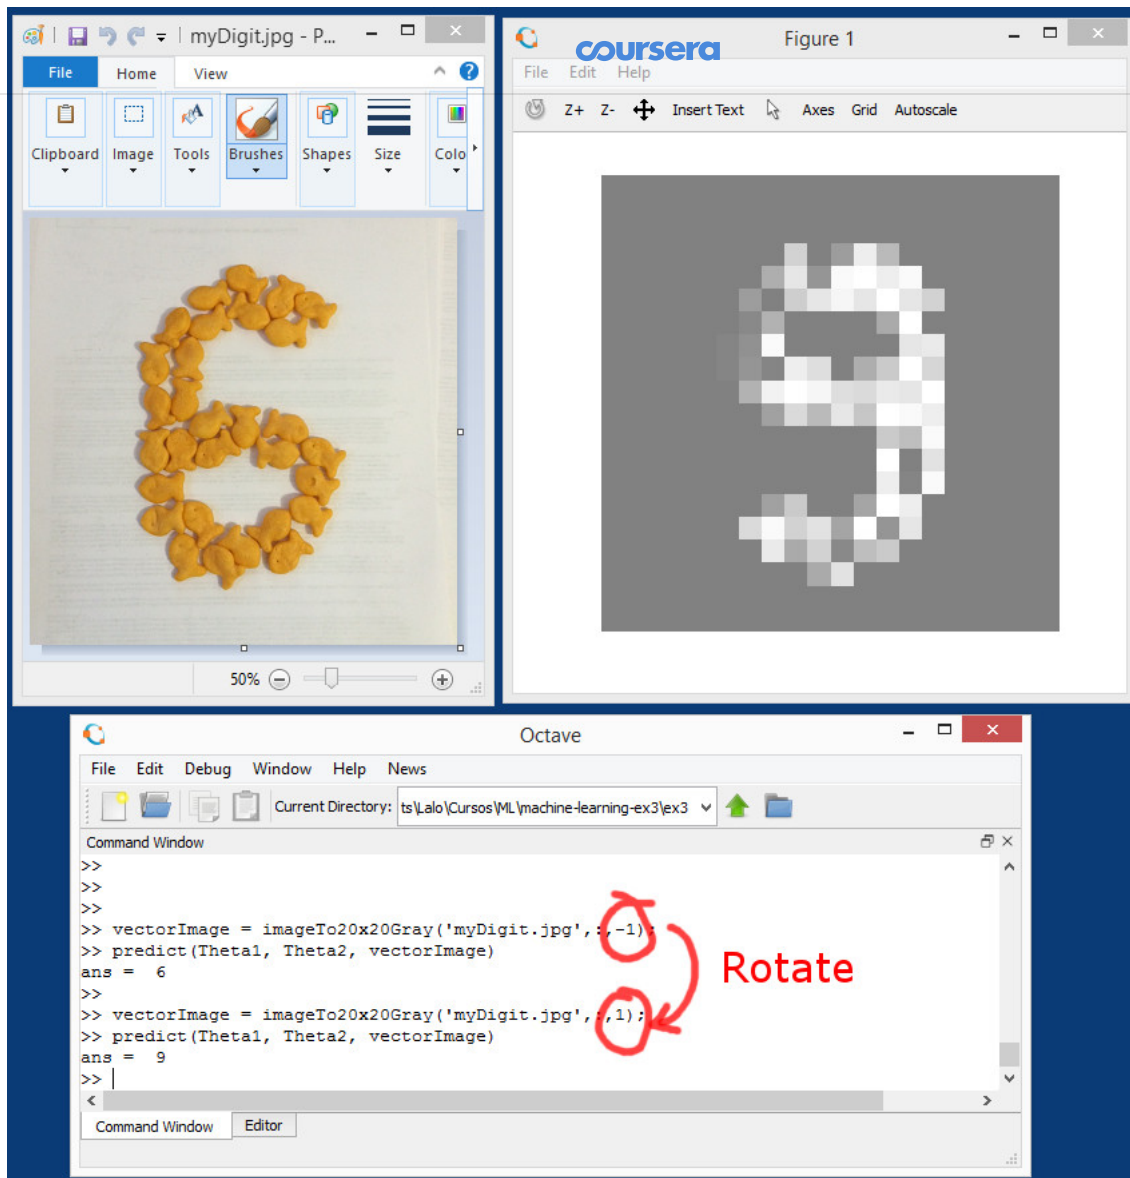 myDigit.jpg - P...
File Home View
Clipboard Image Tools Brushes Shapes Size Colo
50%
coursera
Figure 1
File Edit Help
Z+ Z- Insert Text Axes Grid Autoscale
Octave
File Edit Debug Window Help News
Current Directory: ts\Lalo\Cursos\ML\machine-learning-ex3\ex3
Command Window
>>
>>
>>
>> vectorImage = imageTo20x20Gray('myDigit.jpg',:,-1);
>> predict(Theta1, Theta2, vectorImage)
ans = 6
>>
>> vectorImage = imageTo20x20Gray('myDigit.jpg',:,1);
>> predict(Theta1, Theta2, vectorImage)
ans = 9
>>
Rotate
Command Window Editor